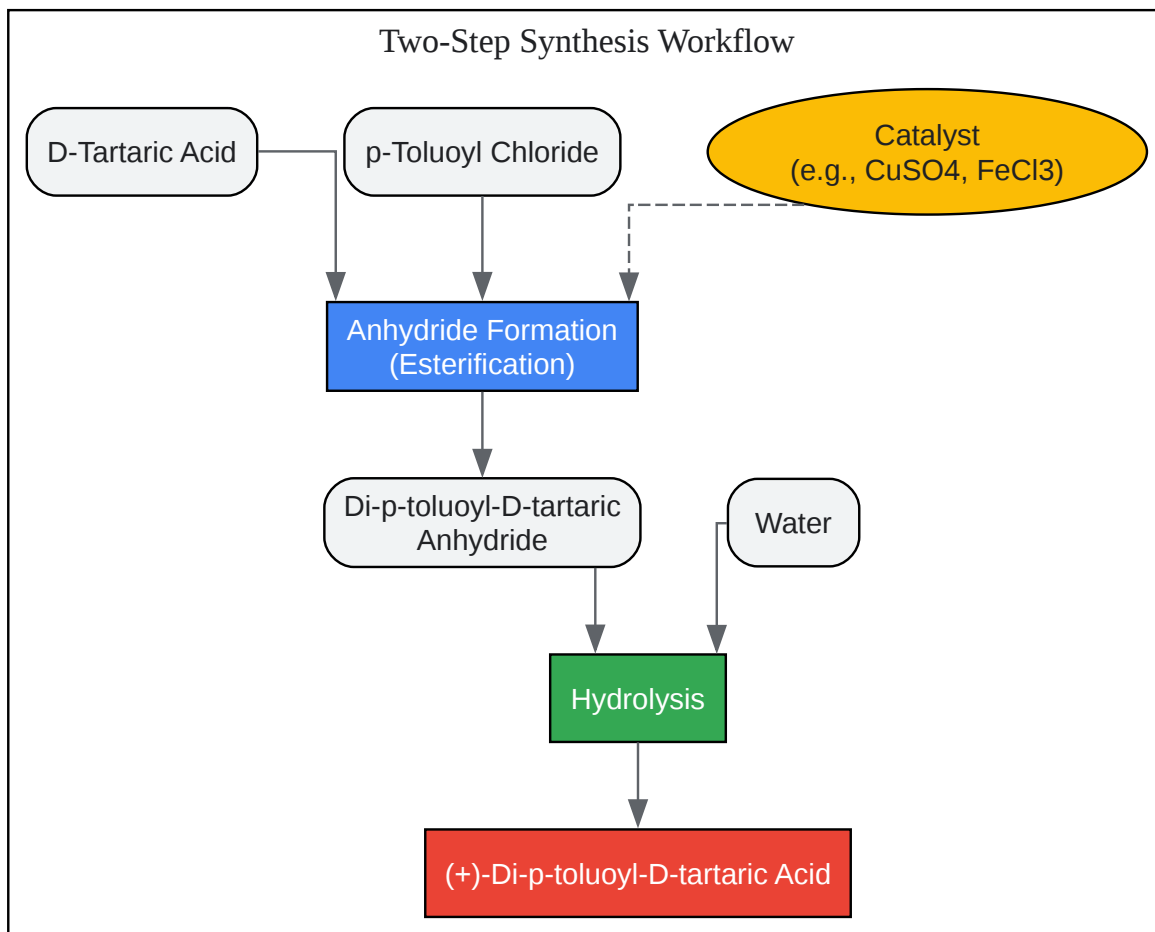 Two-Step Synthesis Workflow
D-Tartaric Acid
p-Toluoyl Chloride
Catalyst
(e.g., CuSO4, FeCl3)
Anhydride Formation
(Esterification)
Di-p-toluoyl-D-tartaric
Anhydride
Water
Hydrolysis
(+)-Di-p-toluoyl-D-tartaric Acid